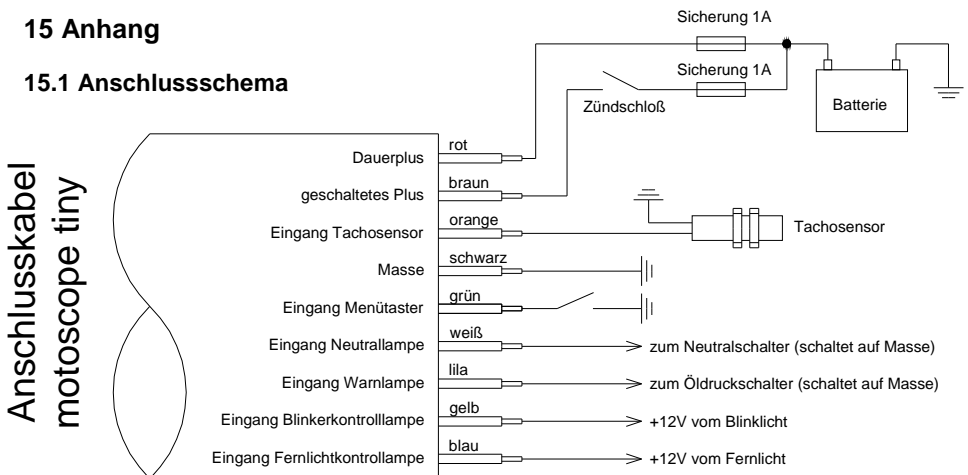 15 Anhang
15.1 Anschlussschema
Anschlusskabel
motoscope tiny
Sicherung 1A
Sicherung 1A
Zündschloß
Batterie
Dauerplus
rot
geschaltetes Plus
braun
Eingang Tachosensor
orange
Tachosensor
Masse
schwarz
Eingang Menütaster
grün
Eingang Neutrallampe
weiß
zum Neutralschalter (schaltet auf Masse)
Eingang Warnlampe
lila
zum Öldruckschalter (schaltet auf Masse)
Eingang Blinkerkontrolllampe
gelb
+12V vom Blinklicht
Eingang Fernlichtkontrollampe
blau
+12V vom Fernlicht